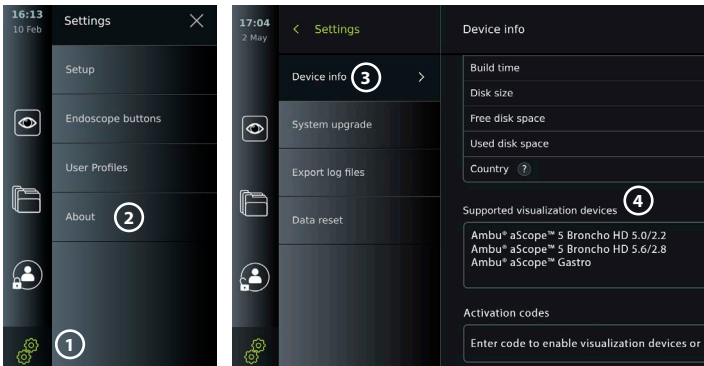 16:13
10 Feb
Settings
Setup
Endoscope buttons
User Profiles
About
2
1
17:04
2 May
< Settings
Device info
3
>
System upgrade
Export log files
Data reset
Device info
Build time
Disk size
Free disk space
Used disk space
Country ?
4
Supported visualization devices
Ambu® aScope™ 5 Broncho HD 5.0/2.2
Ambu® aScope™ 5 Broncho HD 5.6/2.8
Ambu® aScope™ Gastro
Activation codes
Enter code to enable visualization devices or